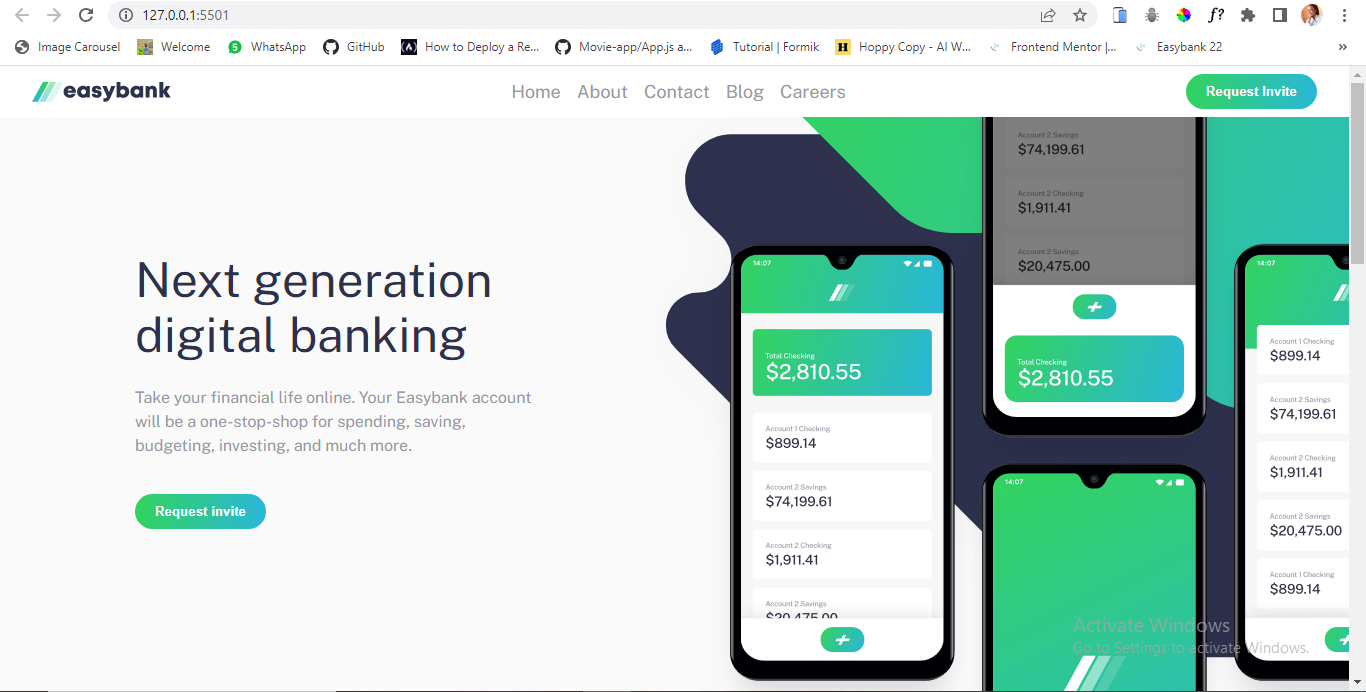 127.0.0.1:5501
f?
Image Carousel
Welcome
5
WhatsApp
GitHub
How to Deploy a Re...
Movie-app/App.js a...
Tutorial | Formik
H
Hoppy Copy - AI W...
Frontend Mentor |...
Easybank 22
»
easybank
Home About Contact Blog Careers
Request Invite
Next generation
digital banking
Take your financial life online. Your Easybank account
will be a one-stop-shop for spending, saving,
budgeting, investing, and much more.
Request invite
14:07
Total Checking
$2,810.55
Account 1 Checking
$899.14
Account 2 Savings
$74,199.61
Account 2 Checking
$1,911.41
Account 2 Savings
$20,475.00
Account 2 Savings
$74,199.61
Account 2 Checking
$1,911.41
Account 2 Savings
$20,475.00
Total Checking
$2,810.55
14:07
14:07
Account 1 Checking
$899.14
Account 2 Savings
$74,199.61
Account 2 Checking
$1,911.41
Account 2 Savings
$20,475.00
Account 1 Checking
$899.14
Activate Windows
Go to Settings to activate Windows.